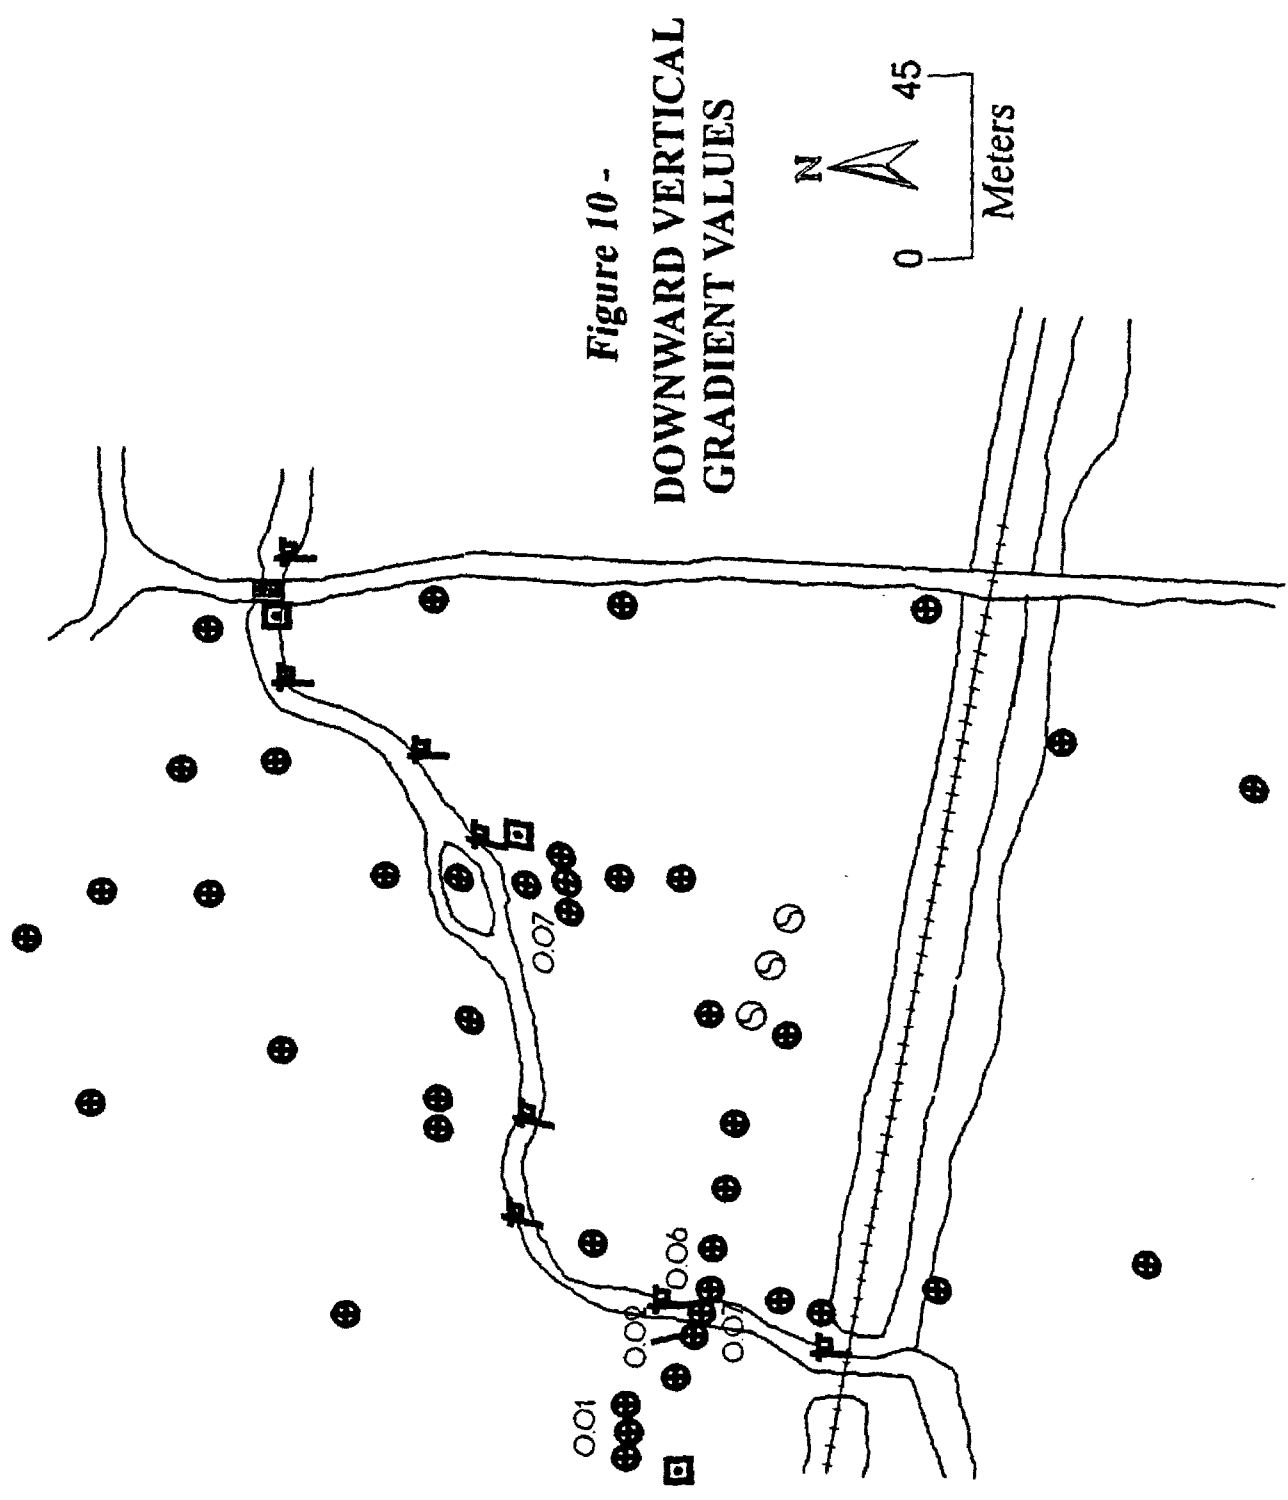 Figure 10 -
DOWNWARD VERTICAL
GRADIENT VALUES
N
0
45
Meters
0.07
0.06
0.01